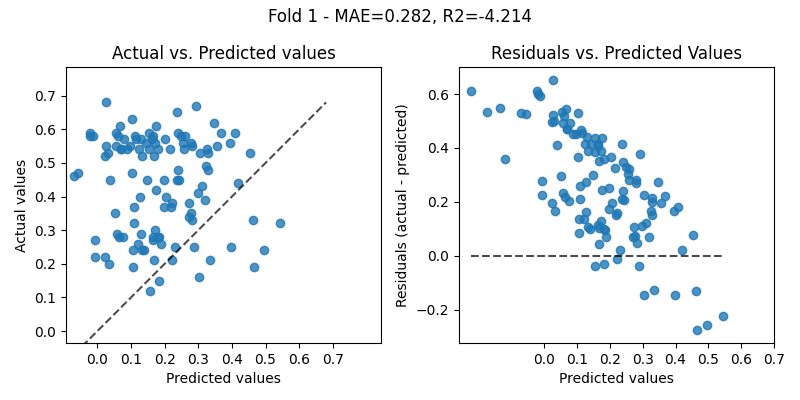 Fold 1 - MAE=0.282, R2=-4.214
Actual vs. Predicted values
Actual values
0.7
0.6
0.5
0.4
0.3
0.2
0.1
0.0
0.0 0.1 0.2 0.3 0.4 0.5 0.6 0.7
Predicted values
Residuals vs. Predicted Values
Residuals (actual - predicted)
0.6
0.4
0.2
0.0
−0.2
0.0 0.1 0.2 0.3 0.4 0.5 0.6 0.7
Predicted values